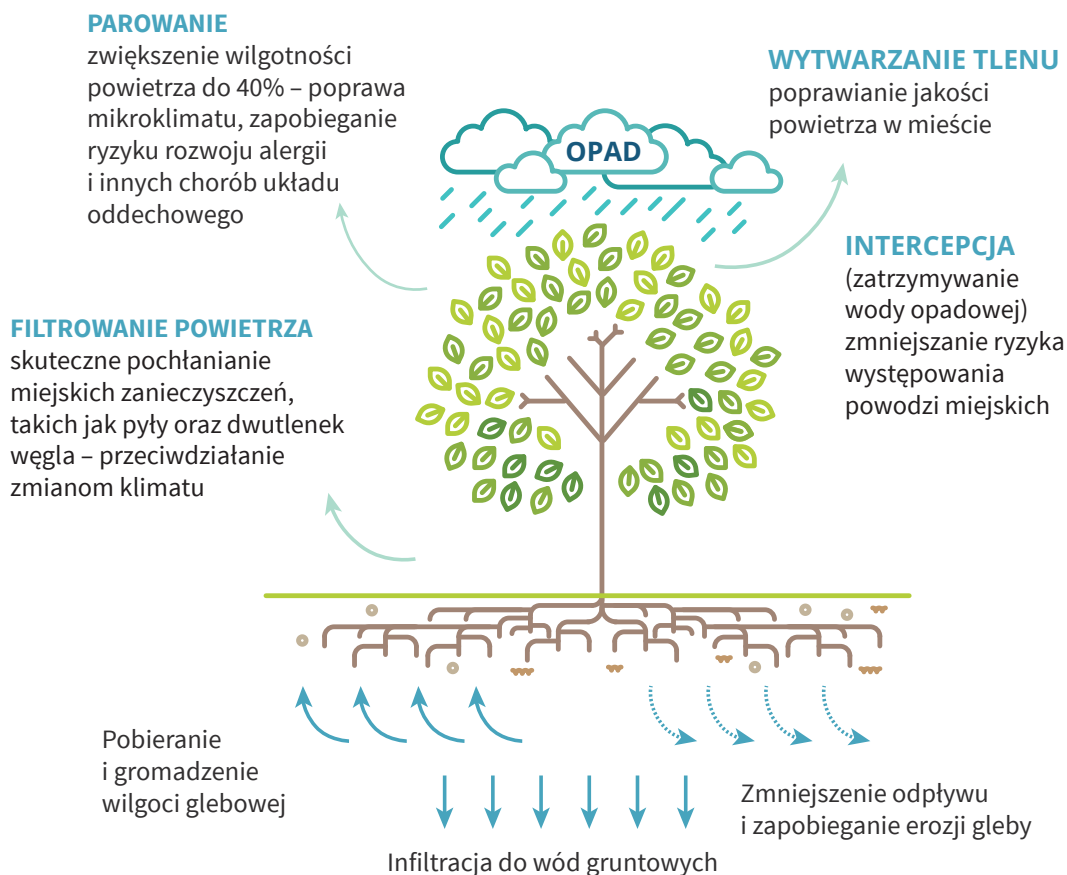 PAROWANIE
zwiększenie wilgotności
powietrza do 40% – poprawa
mikroklimatu, zapobieganie
ryzyku rozwoju alergii
i innych chorób układu
oddechowego
WYTWARZANIE TLENU
poprawianie jakości
powietrza w mieście
OPAD
INTERCEPCJA
(zatrzymywanie
wody opadowej)
zmniejszanie ryzyka
występowania
powodzi miejskich
FILTROWANIE POWIETRZA
skuteczne pochłanianie
miejskich zanieczyszczeń,
takich jak pyły oraz dwutlenek
węgla – przeciwdziałanie
zmianom klimatu
Pobieranie
i gromadzenie
wilgoci glebowej
Zmniejszenie odpływu
i zapobieganie erozji gleby
Infiltracja do wód gruntowych